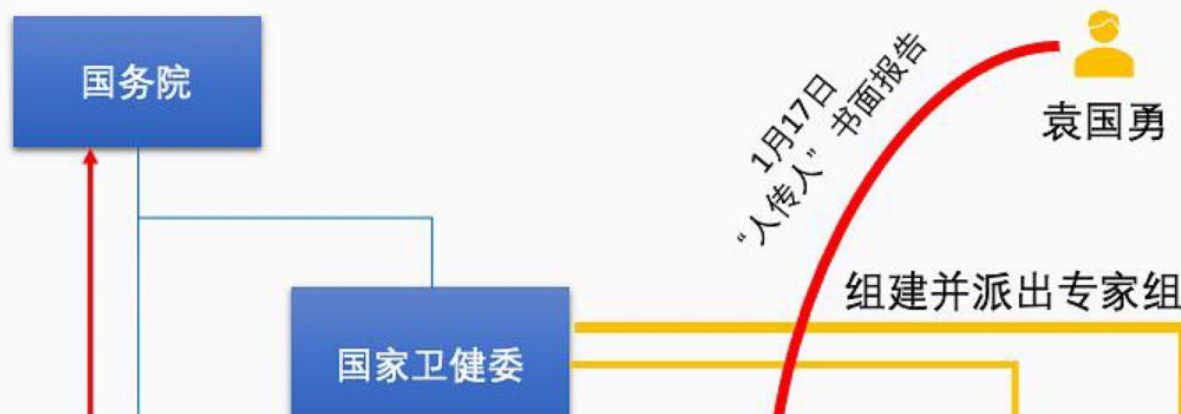 国务院
1月17日
“人传人” 书面报告
袁国勇
组建并派出专家组
国家卫健委